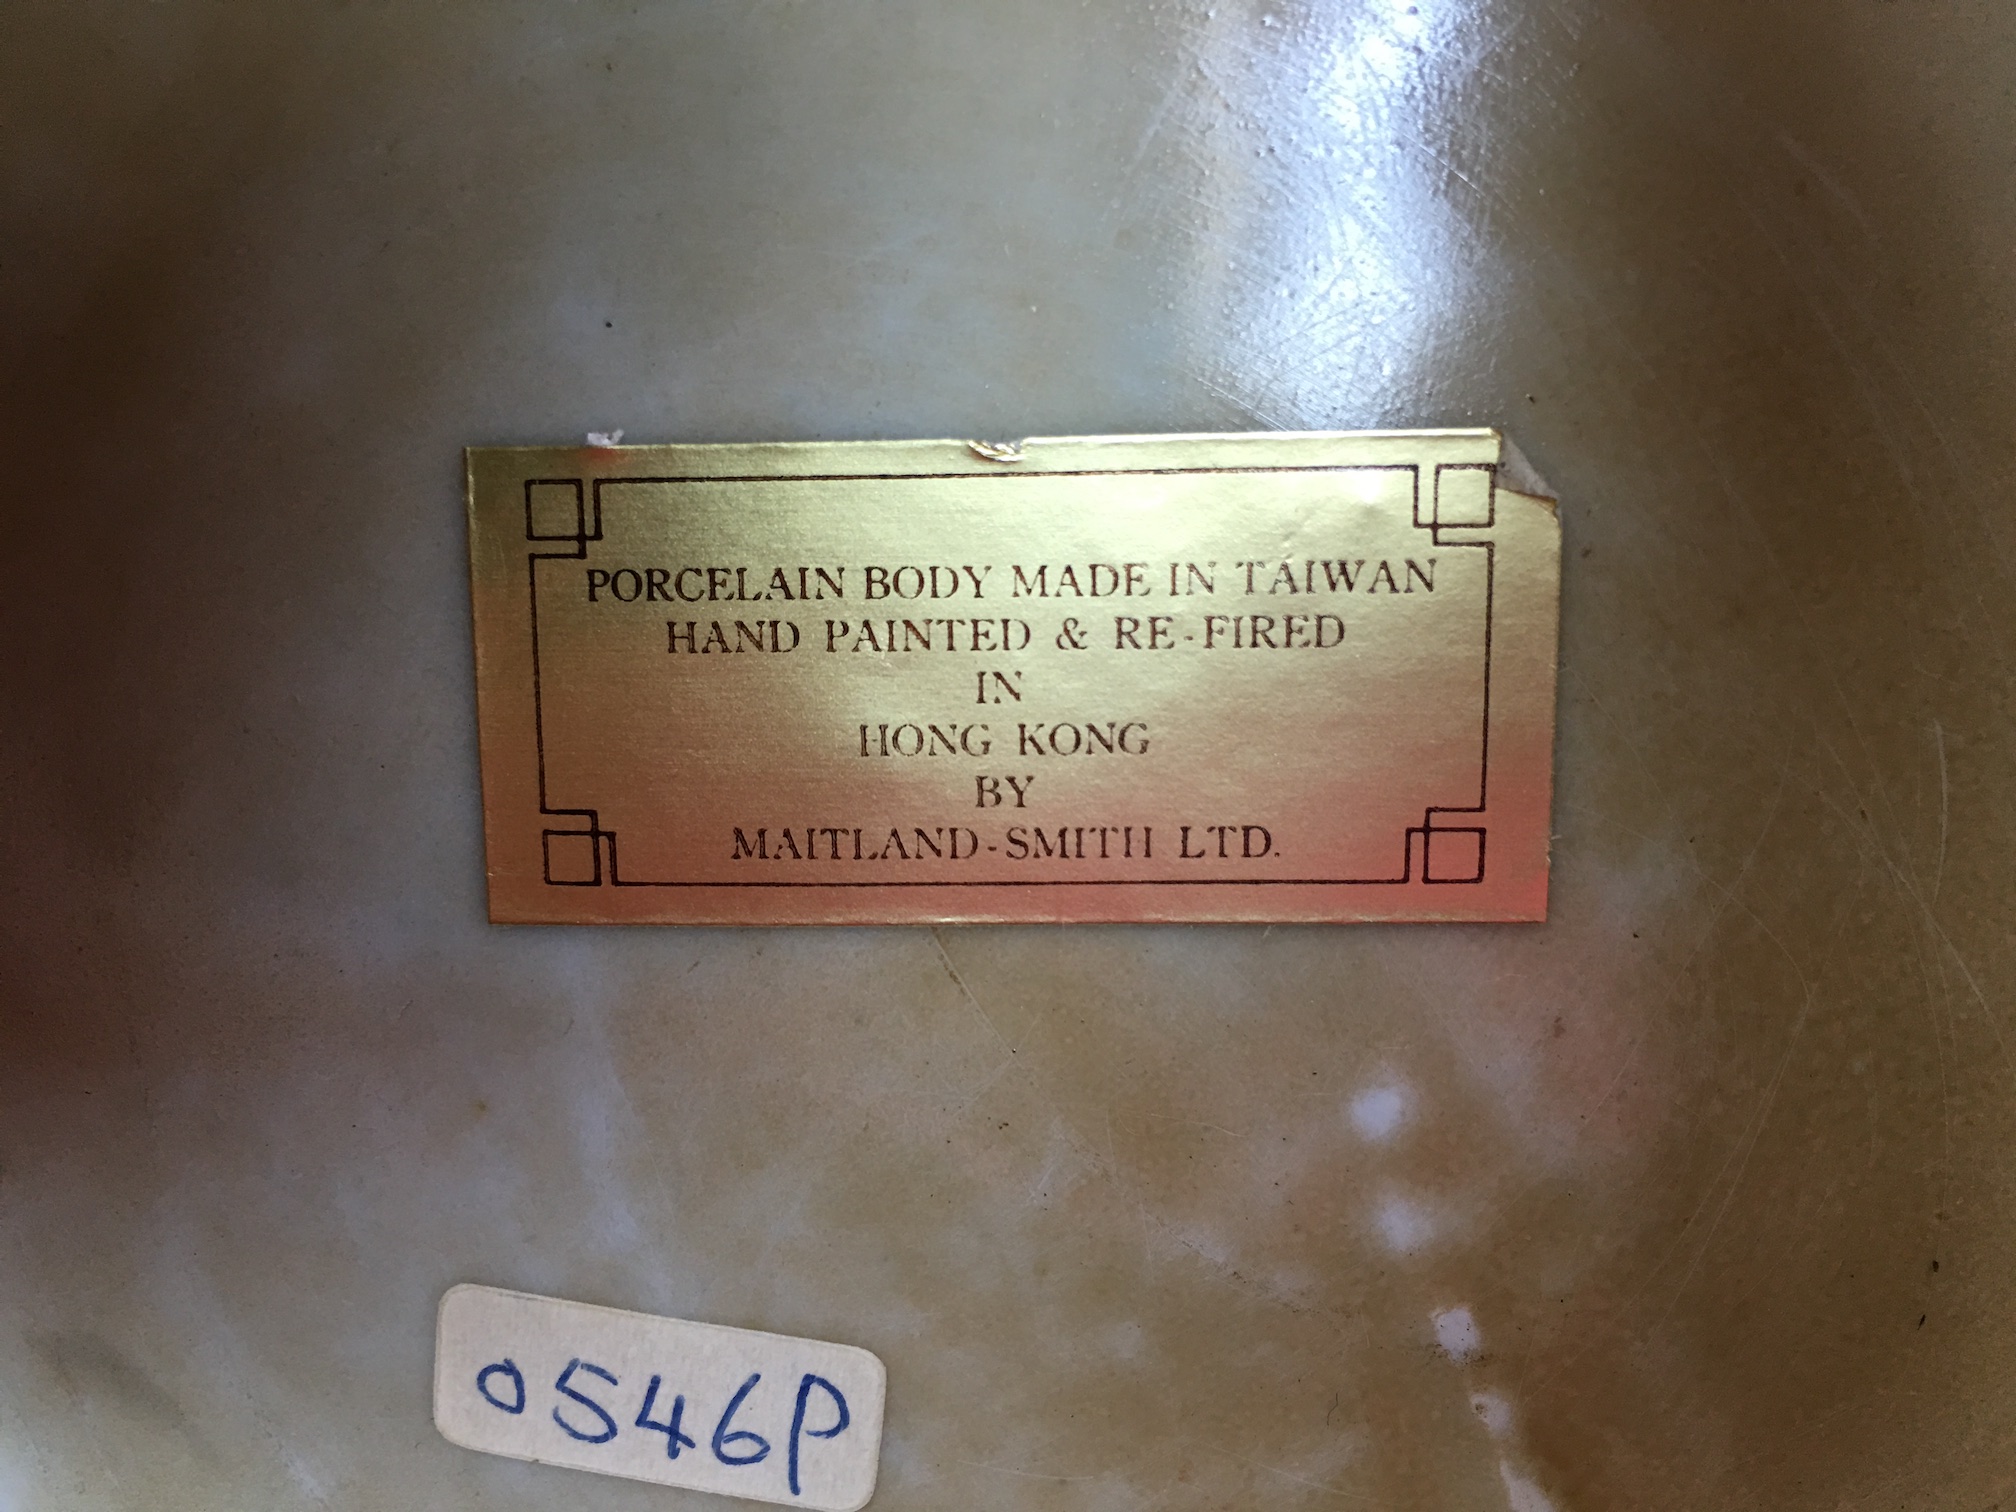 PORCELAIN BODY MADE IN TAIWAN
HAND PAINTED & RE-FIRED
IN
HONG KONG
BY
MAITLAND-SMITH LTD.
0546P